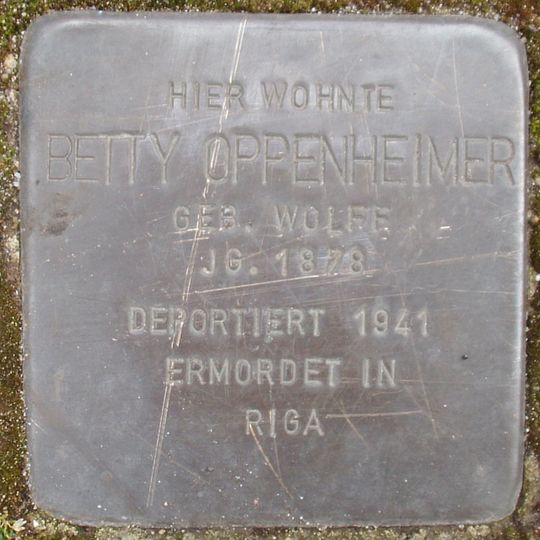 HIER WOHNTE
BETTY OPPENHEIMER
GEB. WOLFF
JG. 1878
DEPORTIERT 1941
ERMORDET IN
RIGA